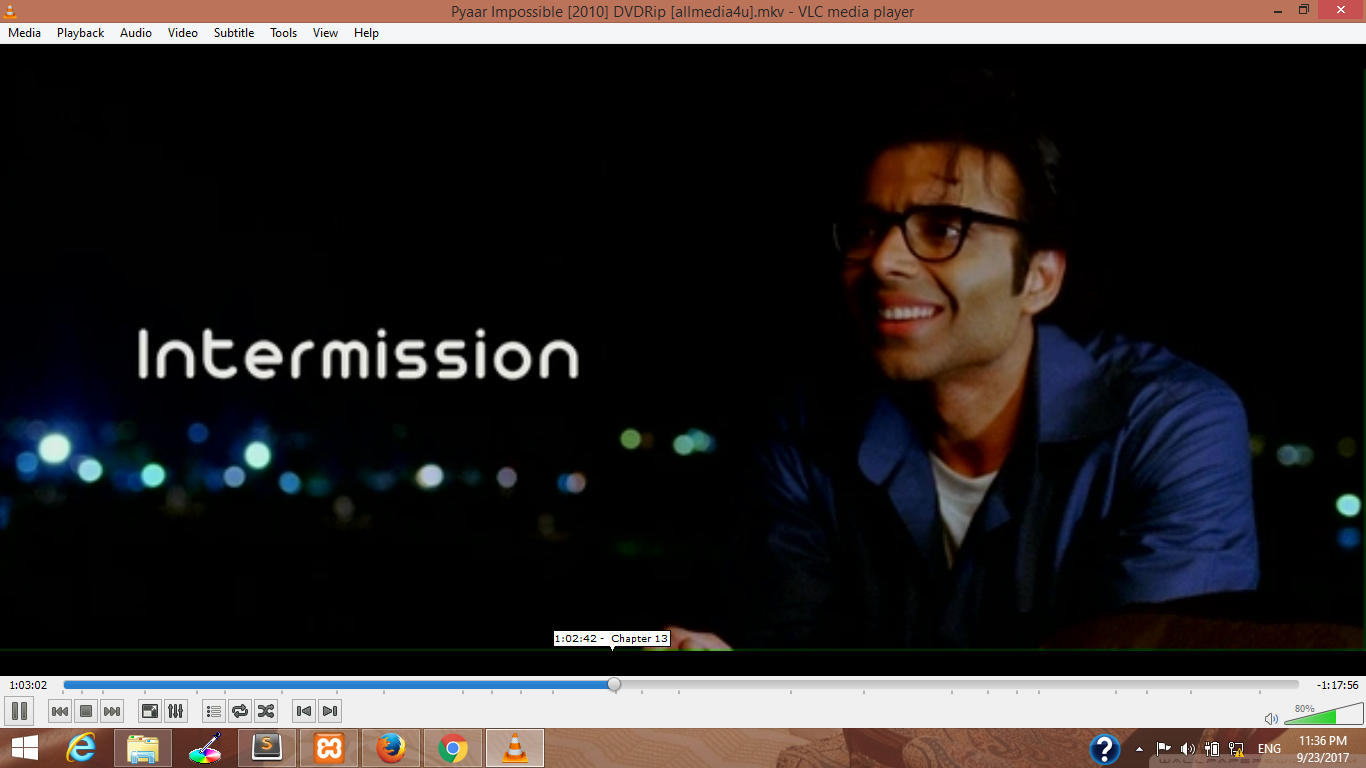 Pyaar Impossible [2010] DVDRip [allmedia4u].mkv - VLC media player
Media Playback Audio Video Subtitle Tools View Help
Intermission
1:02:42 - Chapter 13
1:03:02
-1:17:56
80%
S
ENG
11:36 PM
9/23/2017